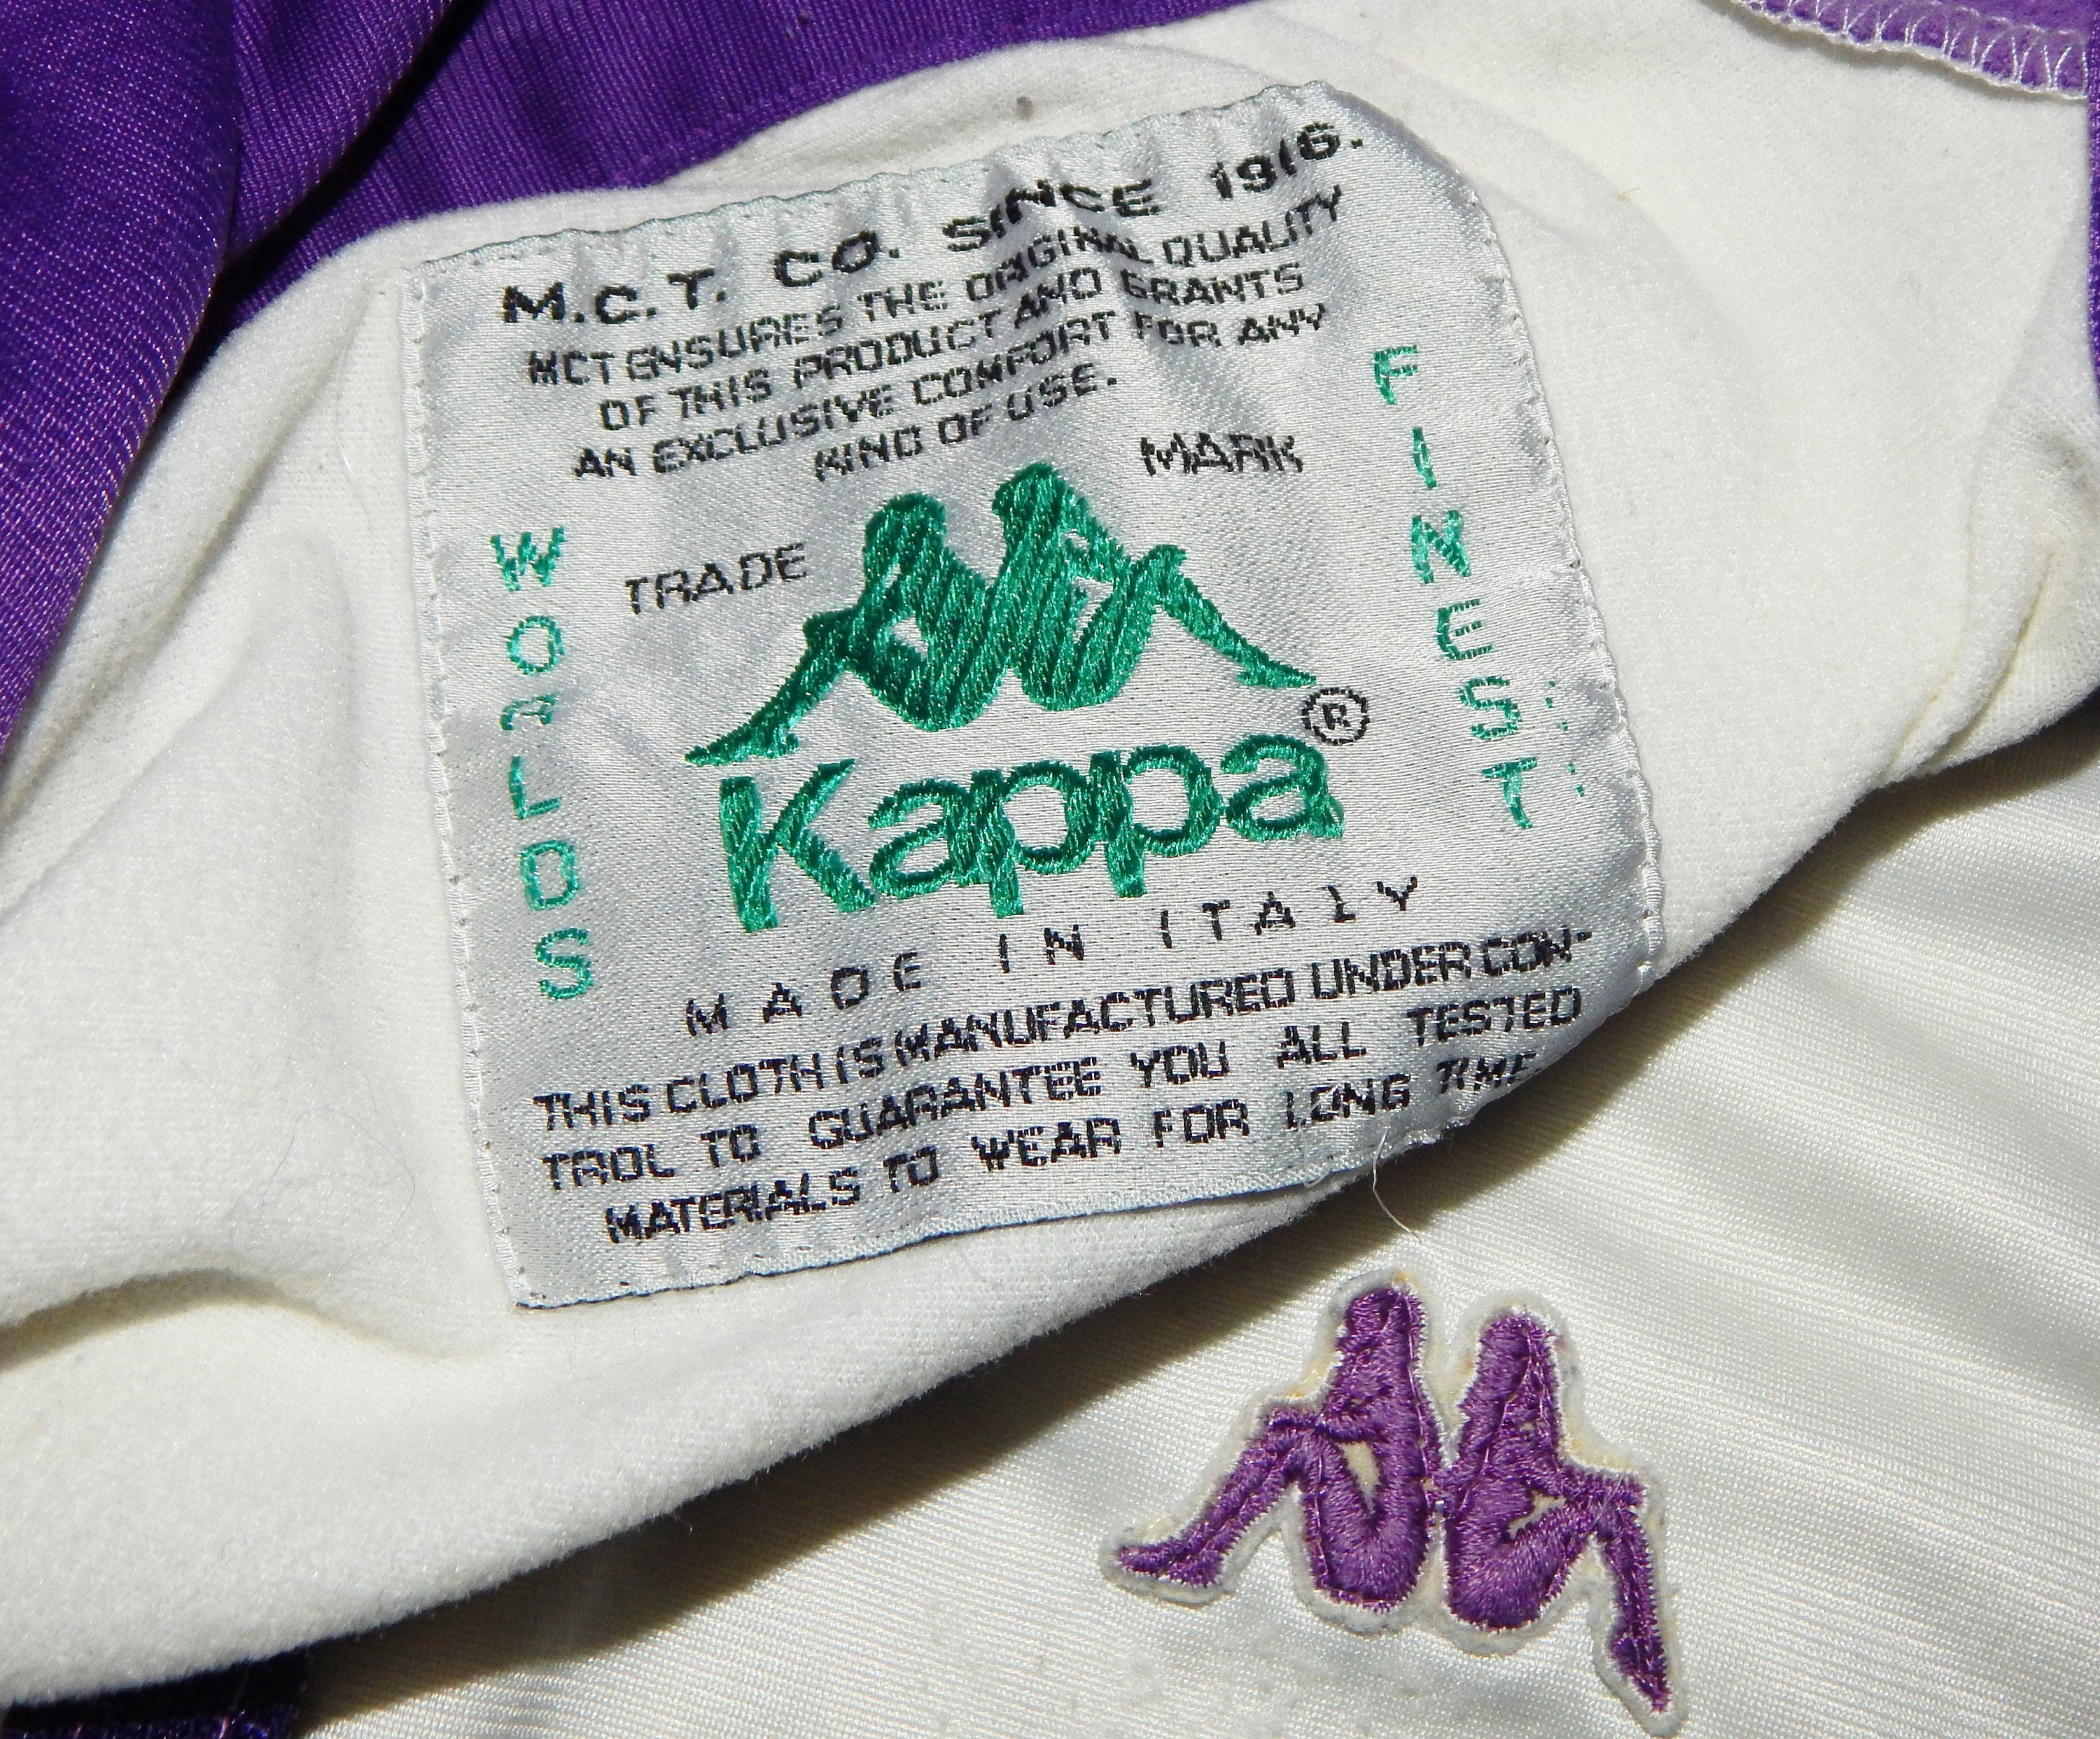 M.C.T. CO. SINCE 1916.
MCT ENSURES THE ORIGINAL QUALITY
OF THIS PRODUCT AND GRANTS
AN EXCLUSIVE COMFORT FOR ANY
KIND OF USE.
TRADE MARK
WORLDS
FINEST
Kappa®
MADE IN ITALY
THIS CLOTH IS MANUFACTURED UNDER CON-
TROL TO GUARANTEE YOU ALL TESTED
MATERIALS TO WEAR FOR LONG TIME